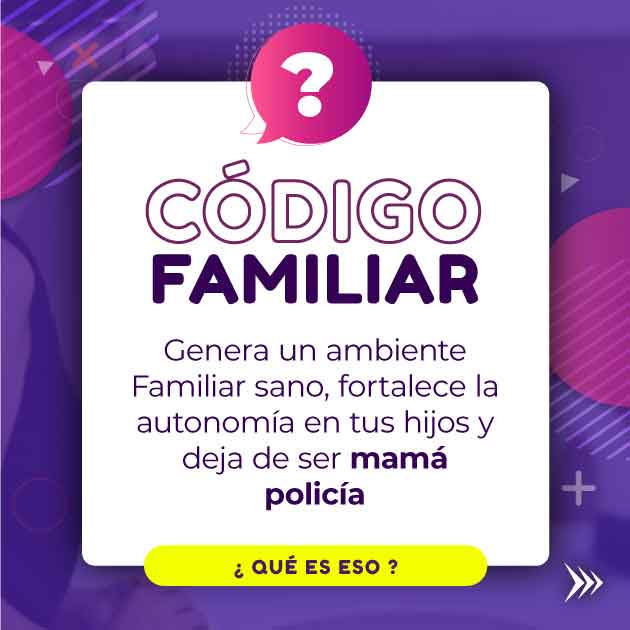 ?
CÓDIGO
FAMILIAR
Genera un ambiente
Familiar sano, fortalece la
autonomía en tus hijos y
deja de ser mamá
policía
¿ QUÉ ES ESO ?